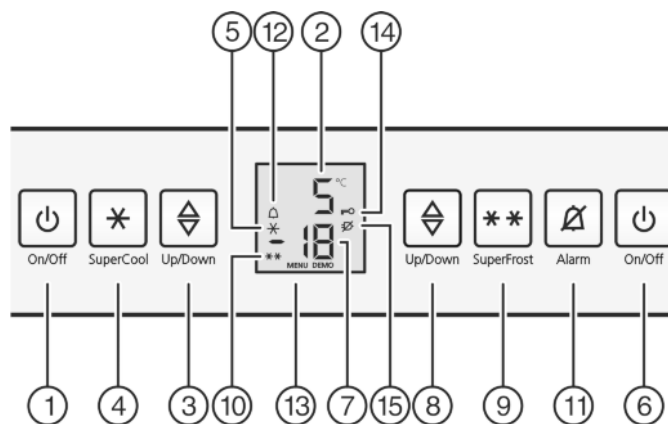 5 12 2 14
5 °C
-18
MENU DEMO
On/Off SuperCool Up/Down Up/Down SuperFrost Alarm On/Off
1 4 3 10 13 7 15 8 9 11 6